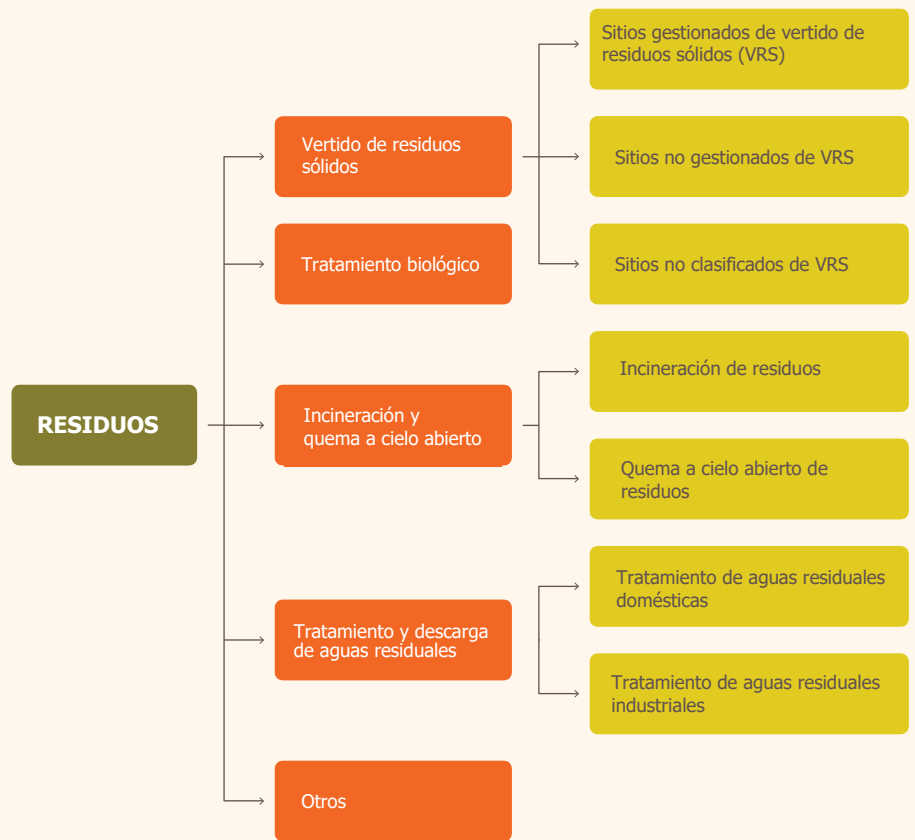 RESIDUOS
Vertido de residuos
sólidos
Sitios gestionados de vertido de
residuos sólidos (VRS)
Sitios no gestionados de VRS
Sitios no clasificados de VRS
Tratamiento biológico
Incineración y
quema a cielo abierto
Incineración de residuos
Quema a cielo abierto de
residuos
Tratamiento y descarga
de aguas residuales
Tratamiento de aguas residuales
domésticas
Tratamiento de aguas residuales
industriales
Otros